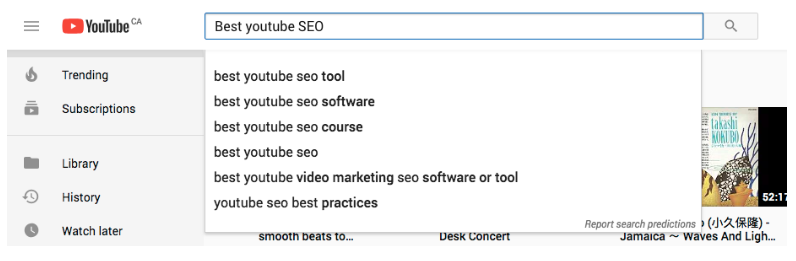 YouTube CA
Best youtube SEO
Trending
Subscriptions
Library
History
Watch later
best youtube seo tool
best youtube seo software
best youtube seo course
best youtube seo
best youtube video marketing seo software or tool
youtube seo best practices
Report search predictions
takashi
KOKUBO
52:17
smooth beats to...
Desk Concert
(小久保隆) -
Jamaica ～ Waves And Ligh...